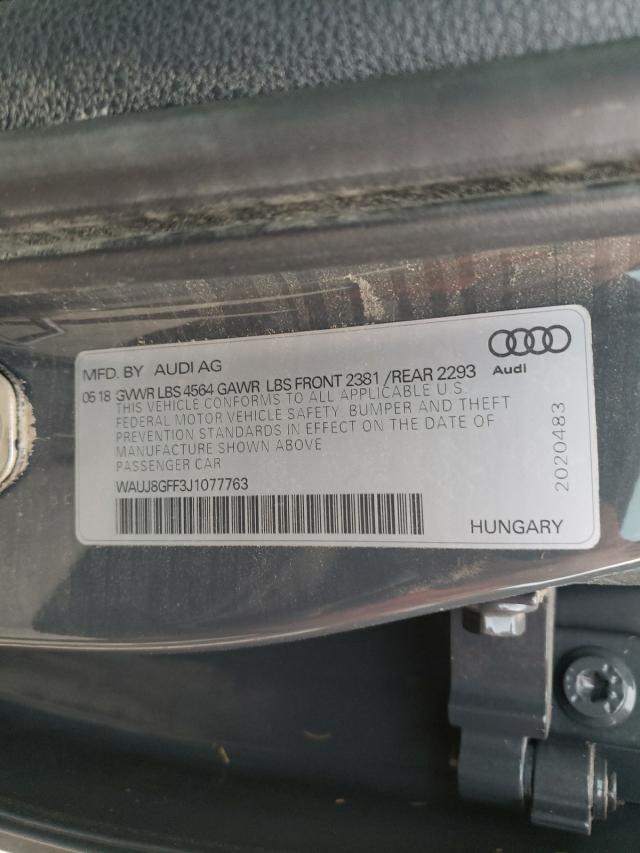 MFD. BY AUDI AG
Audi
05 18 GVWR LBS 4564 GAWR LBS FRONT 2381 /REAR 2293
THIS VEHICLE CONFORMS TO ALL APPLICABLE U.S.
FEDERAL MOTOR VEHICLE SAFETY, BUMPER AND THEFT
PREVENTION STANDARDS IN EFFECT ON THE DATE OF
MANUFACTURE SHOWN ABOVE
PASSENGER CAR
WAUJ8GFF3J1077763
HUNGARY
2020483